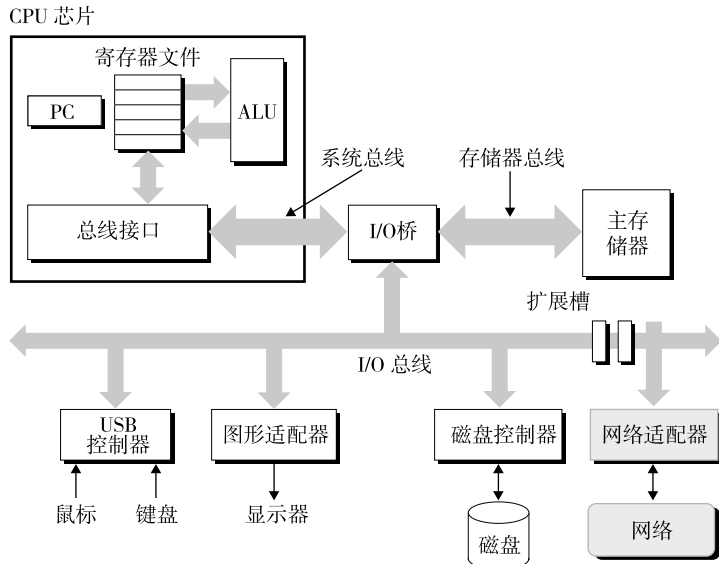 CPU 芯片
寄存器文件
PC
ALU
系统总线
存储器总线
总线接口
I/O桥
主存
储器
扩展槽
I/O 总线
USB
控制器
图形适配器
磁盘控制器
网络适配器
鼠标
键盘
显示器
磁盘
网络